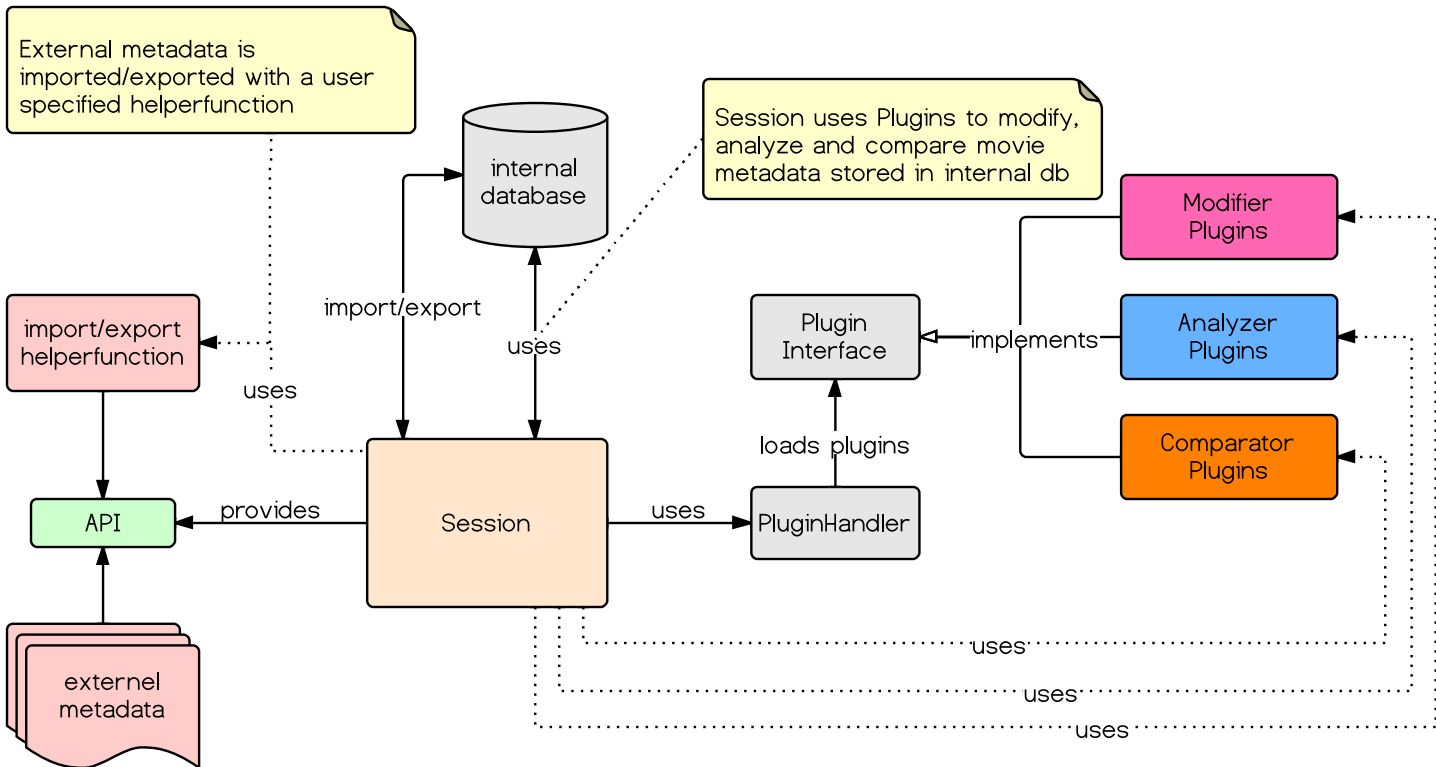 External metadata is
imported/exported with a user
specified helperfunction
Session uses Plugins to modify,
analyze and compare movie
metadata stored in internal db
internal
database
Modifier
Plugins
import/export
import/export
helperfunction
uses
uses
Plugin
Interface
implements
Analyzer
Plugins
loads plugins
Comparator
Plugins
API
provides
Session
uses
PluginHandler
uses
uses
uses
externel
metadata